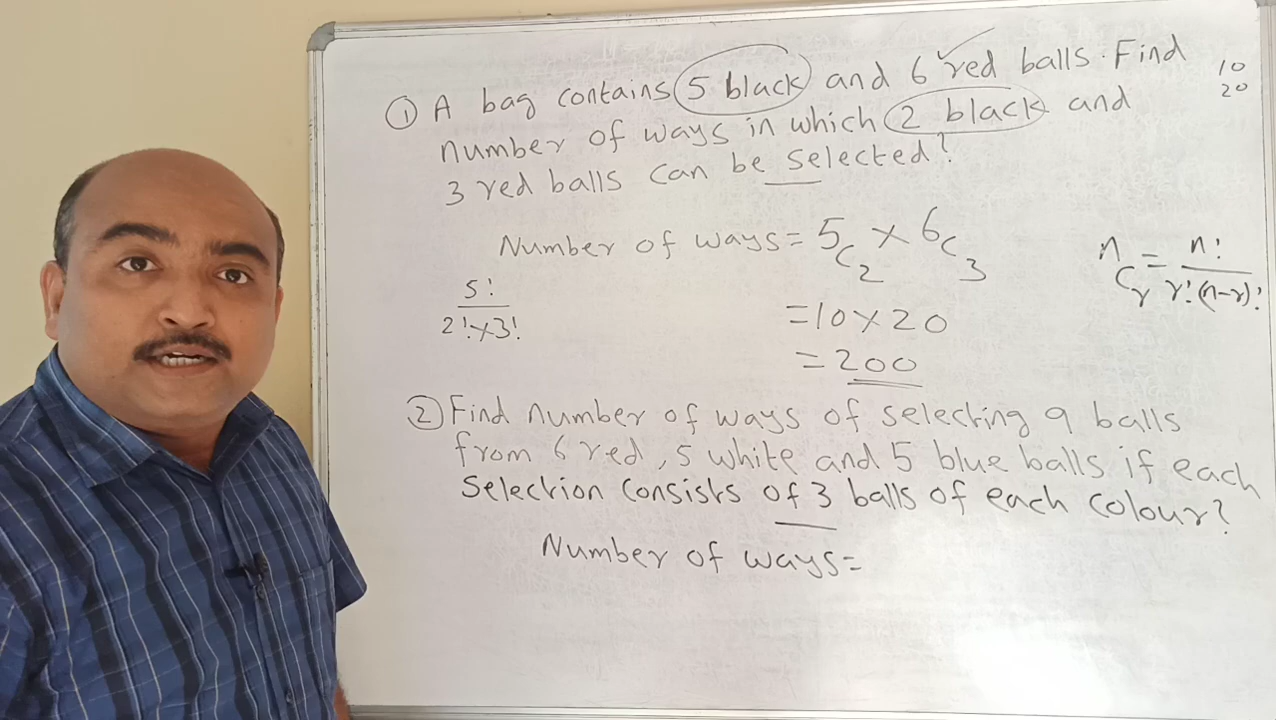 ① A bag contains 5 black and 6 red balls. Find
number of ways in which 2 black and
3 red balls can be selected?
10
20
Number of ways = 5C2 × 6C3
nCr = n! / r!(n-r)!
5! / 2!×3!
= 10 × 20
= 200
② Find number of ways of selecting 9 balls
from 6 red, 5 white and 5 blue balls if each
selection consists of 3 balls of each colour?
Number of ways =